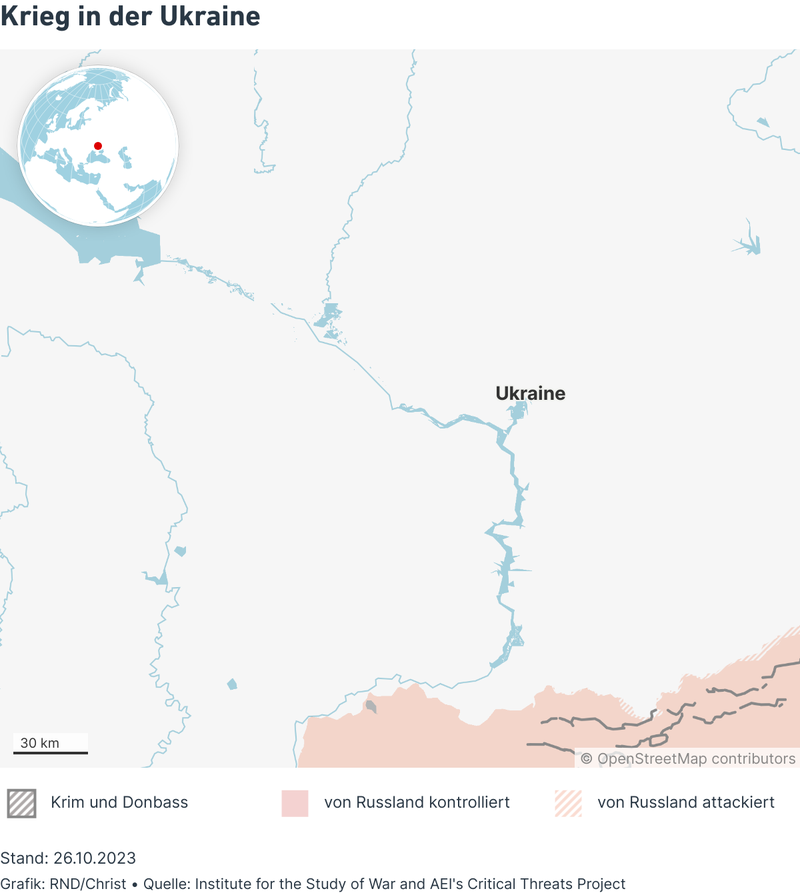 Krieg in der Ukraine
Ukraine
30 km
© OpenStreetMap contributors
Krim und Donbass
von Russland kontrolliert
von Russland attackiert
Stand: 26.10.2023
Grafik: RND/Christ • Quelle: Institute for the Study of War and AEI's Critical Threats Project